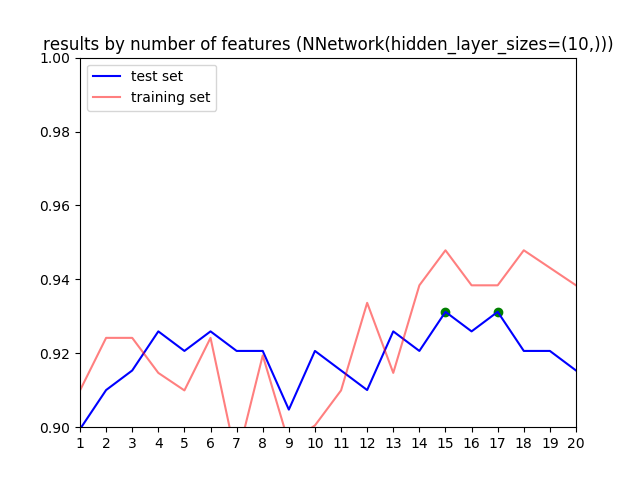 results by number of features (NNetwork(hidden_layer_sizes=(10,)))
1.00
test set
training set
0.98
0.96
0.94
0.92
0.90
1 2 3 4 5 6 7 8 9 10 11 12 13 14 15 16 17 18 19 20